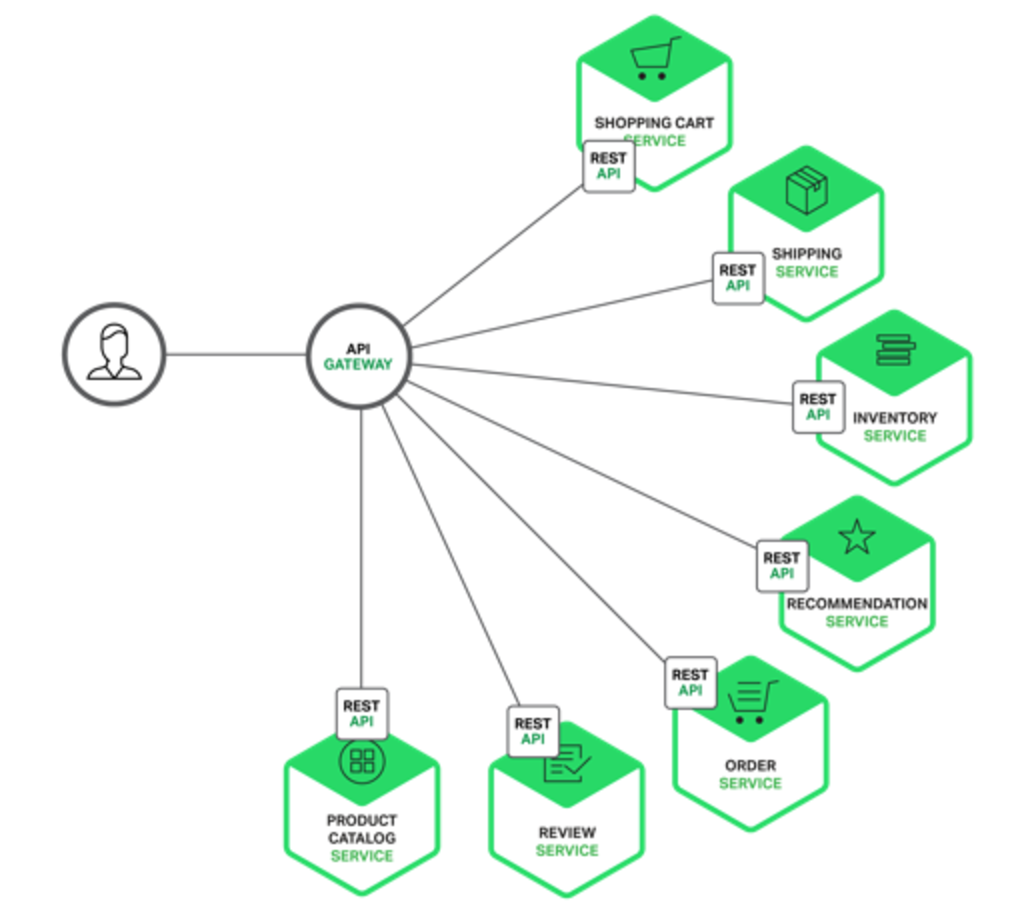 SHOPPING CART
SERVICE
REST
API
SHIPPING
SERVICE
REST
API
API
GATEWAY
REST
API
INVENTORY
SERVICE
REST
API
RECOMMENDATION
SERVICE
REST
API
ORDER
SERVICE
REST
API
REVIEW
SERVICE
REST
API
PRODUCT
CATALOG
SERVICE